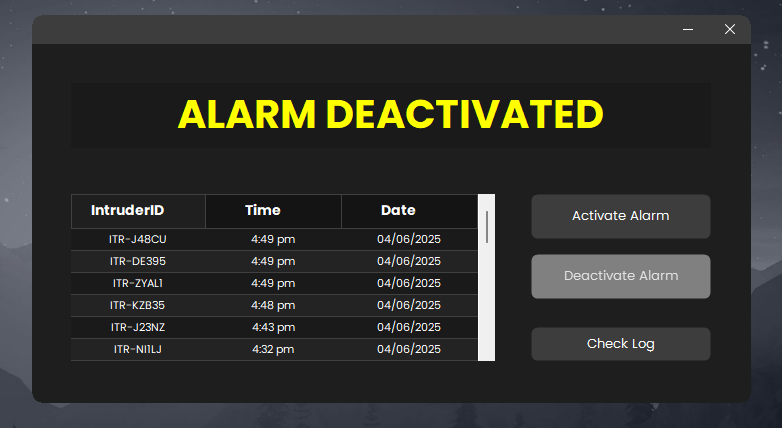 ALARM DEACTIVATED
IntruderID Time Date
ITR-J48CU 4:49 pm 04/06/2025
ITR-DE395 4:49 pm 04/06/2025
ITR-ZYAL1 4:49 pm 04/06/2025
ITR-KZB35 4:48 pm 04/06/2025
ITR-J23NZ 4:43 pm 04/06/2025
ITR-NI1LJ 4:32 pm 04/06/2025
Activate Alarm
Deactivate Alarm
Check Log